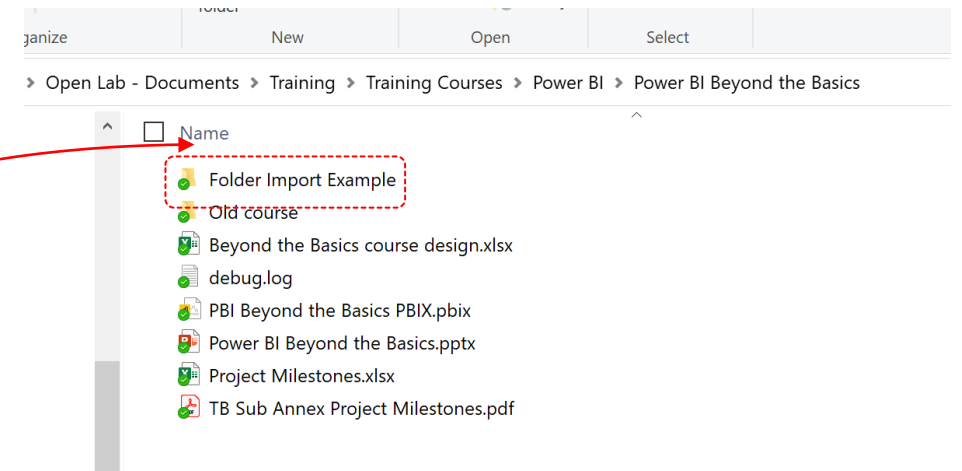 folder
ganize New Open Select
> Open Lab - Documents > Training > Training Courses > Power BI > Power BI Beyond the Basics
Name
Folder Import Example
Old course
Beyond the Basics course design.xlsx
debug.log
PBI Beyond the Basics PBIX.pbix
Power BI Beyond the Basics.pptx
Project Milestones.xlsx
TB Sub Annex Project Milestones.pdf